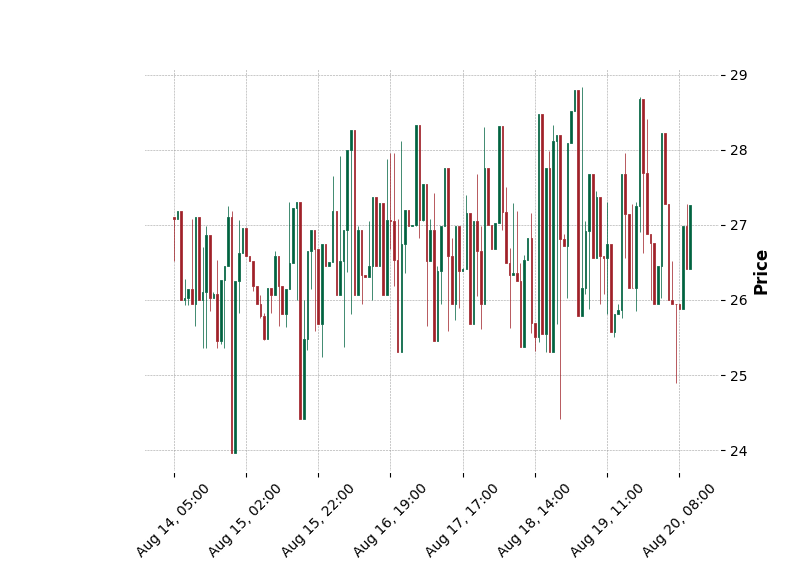 29
28
27
26
25
24
Price
Aug 14, 05:00
Aug 15, 02:00
Aug 15, 22:00
Aug 16, 19:00
Aug 17, 17:00
Aug 18, 14:00
Aug 19, 11:00
Aug 20, 08:00